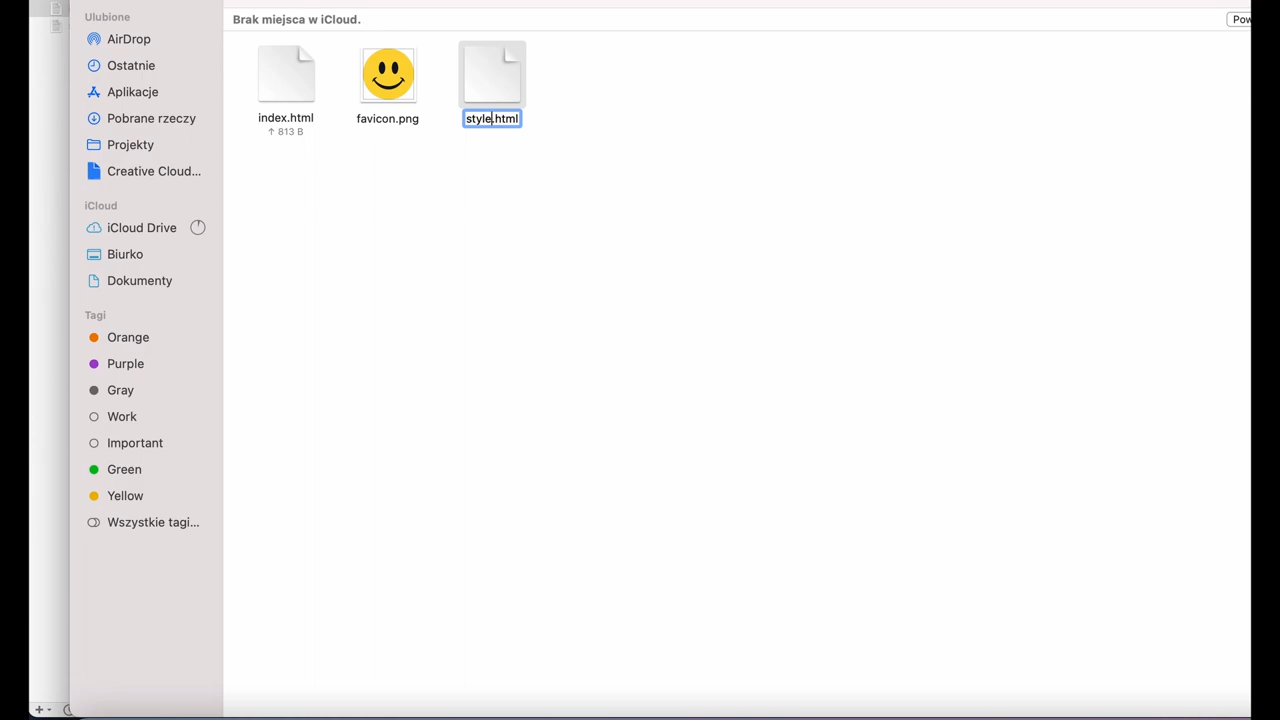 Ulubione
AirDrop
Ostatnie
Aplikacje
Pobrane rzeczy
Projekty
Creative Cloud...
iCloud
iCloud Drive
Biurko
Dokumenty
Tagi
Orange
Purple
Gray
Work
Important
Green
Yellow
Wszystkie tagi...
Brak miejsca w iCloud.
Pow
index.html
↑ 813 B
favicon.png
style.html